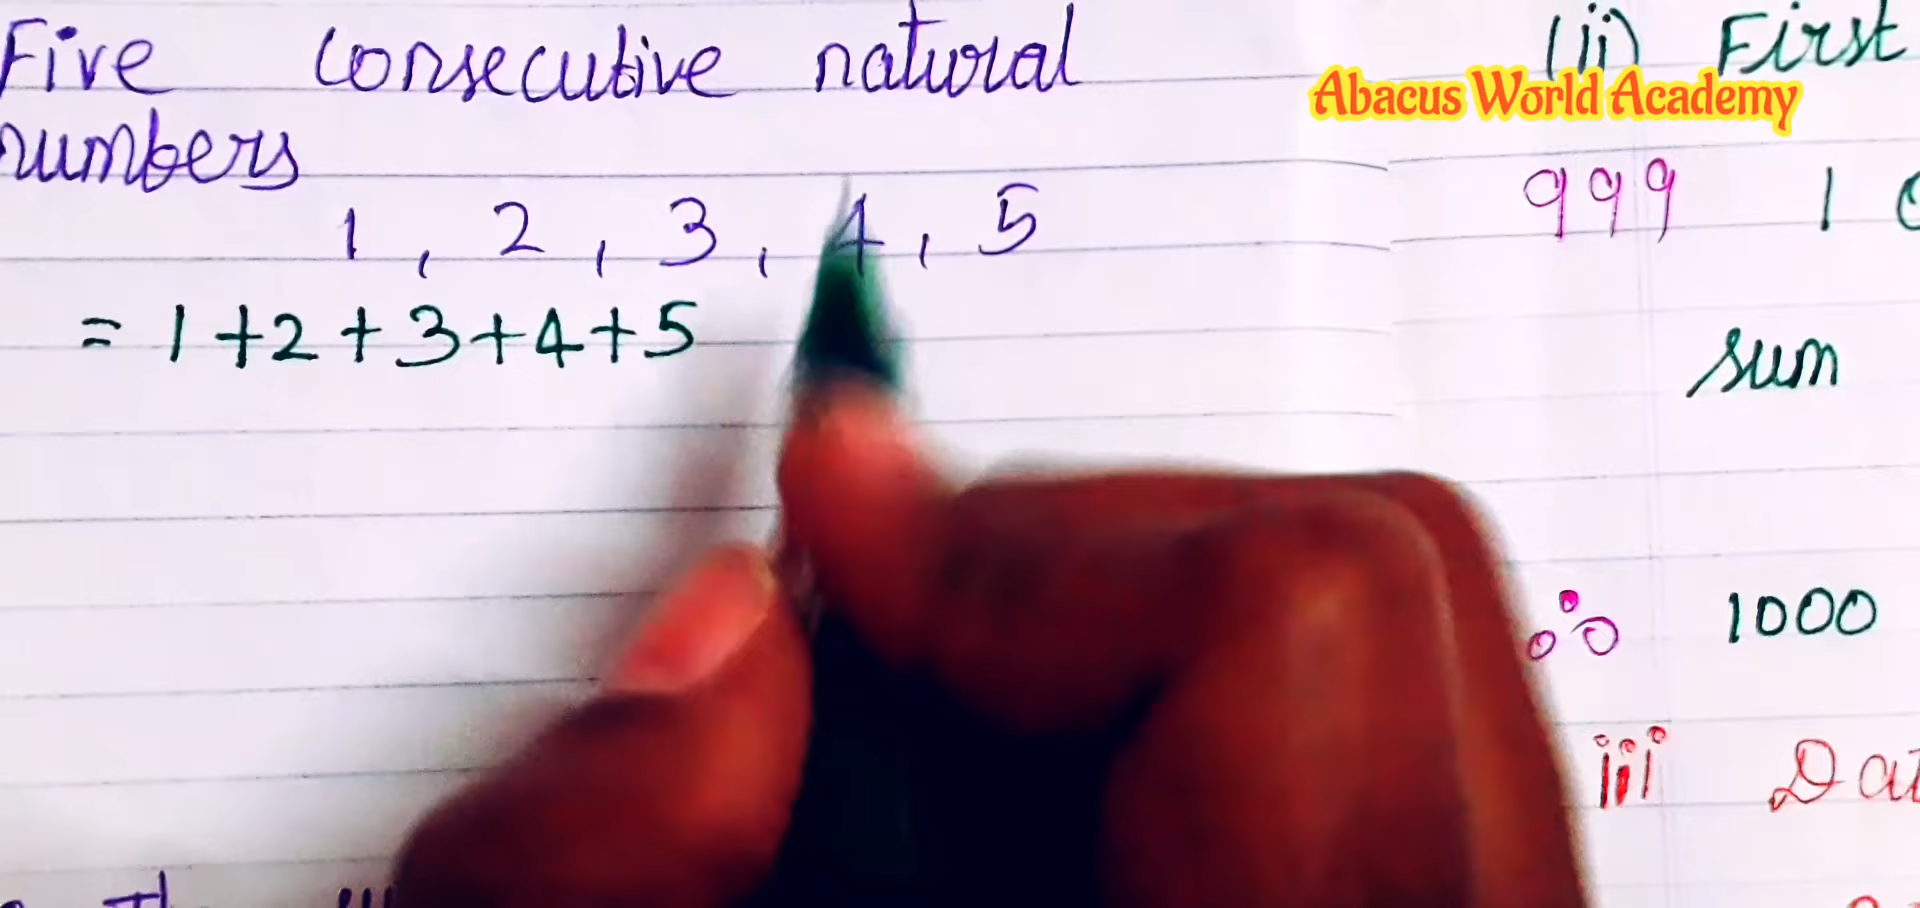 Five consecutive natural
numbers
1, 2, 3, 4, 5
= 1+2+3+4+5
(ii) First
Abacus World Academy
999 1
sum
∴ 1000
iii